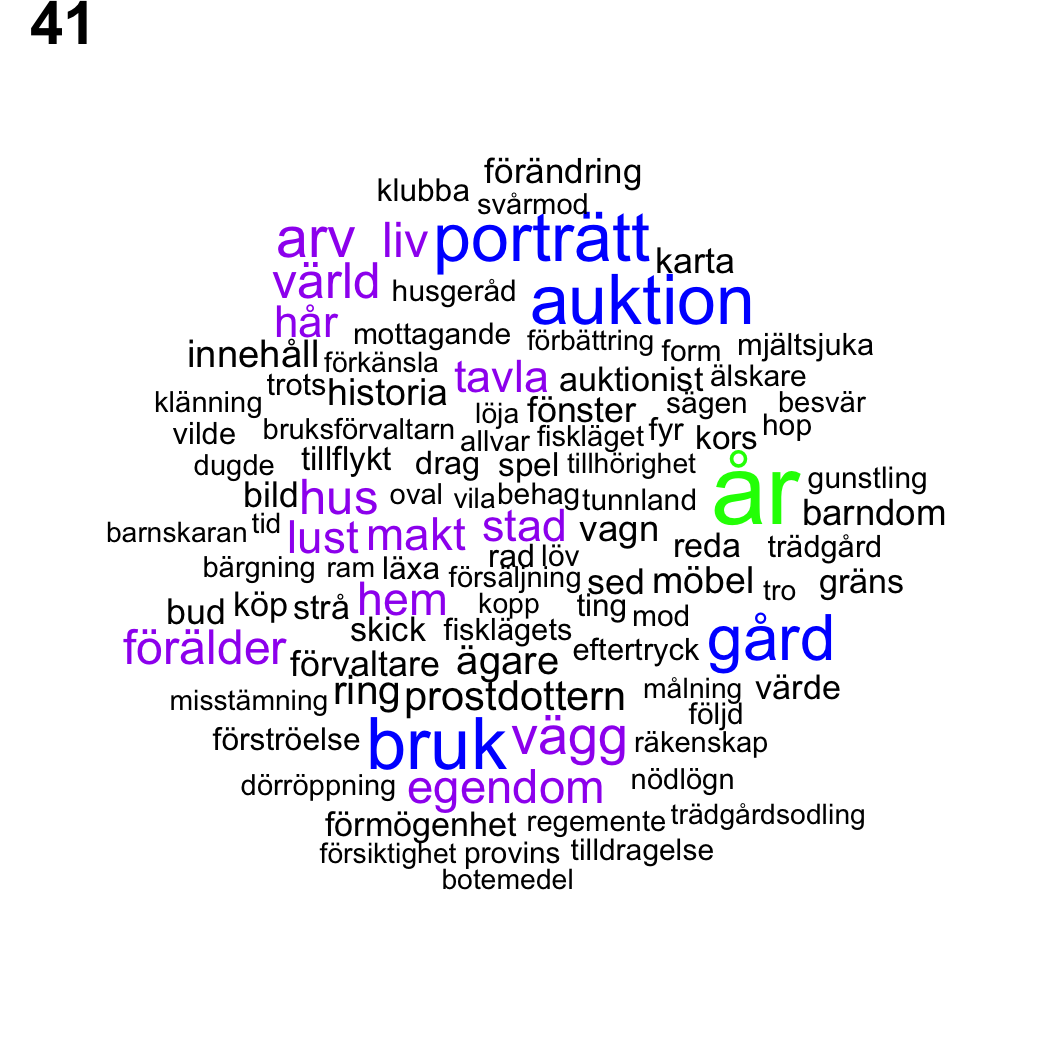 41
förändring
klubba
svårmod
arv liv porträtt
karta
värld husgeråd auktion
hår mottagande förbättring form mjältsjuka
innehåll förkänsla
trots historia tavla auktionist älskare
klänning löja fönster sägen besvär
vilde bruksförvaltarn allvar fiskläget fyr kors hop
dugde tillflykt drag spel tillhörighet
år gunstling
bild hus oval vila behag tunnland barndom
barnskaran tid lust makt stad vagn
rad löv reda trädgård
bärgning ram läxa försäljning sed möbel tro gräns
bud köp strå hem kopp ting mod
skick fisklägets gård
förälder förvaltare ägare eftertryck
misstämning ring prostdottern målning värde
följd
förströelse bruk vägg räkenskap
dörröppning egendom nödlögn
förmögenhet regemente trädgårdsodling
försiktighet provins tilldragelse
botemedel